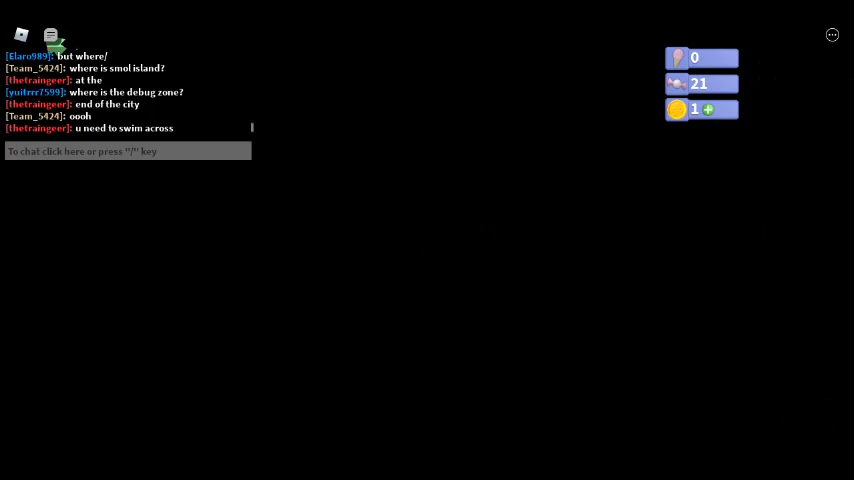 [Elaro989]: but where/
[Team_5424]: where is smol island?
[thetraingeer]: at the
[yuitrrr7599]: where is the debug zone?
[thetraingeer]: end of the city
[Team_5424]: oooh
[thetraingeer]: u need to swim across
To chat click here or press "/" key
0
21
1